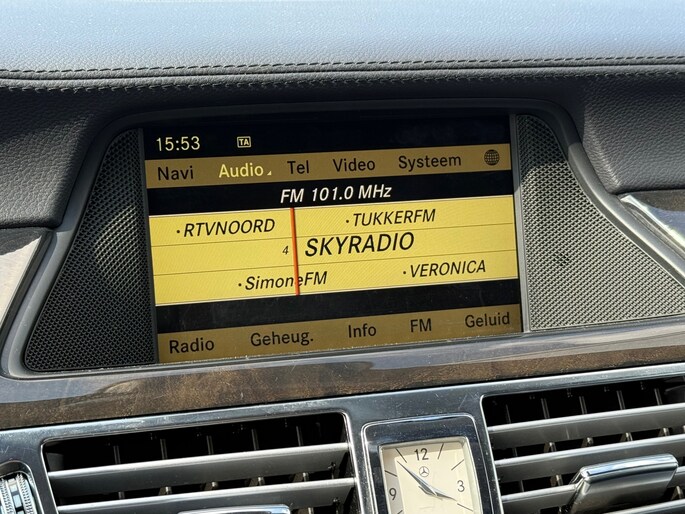 15:53 TA
Navi Audio Tel Video Systeem
FM 101.0 MHz
•RTVNOORD •TUKKERFM
4 SKYRADIO
•SimoneFM •VERONICA
Radio Geheug. Info FM Geluid
12
9 3